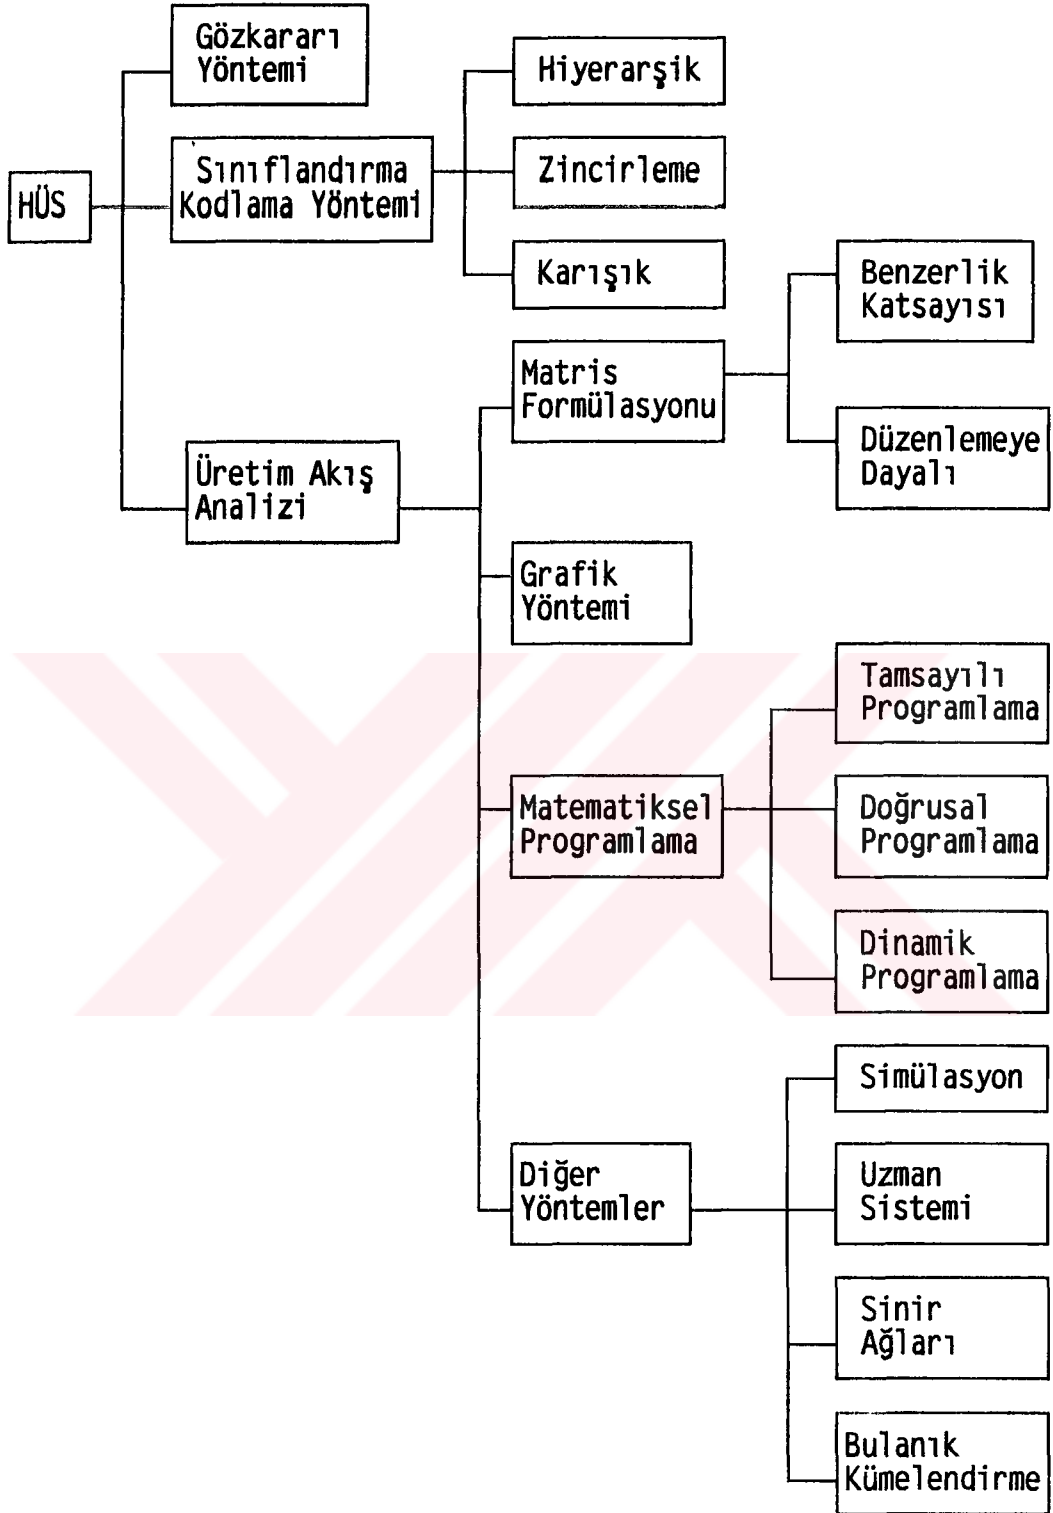 Gözkararı
Yöntemi
Hiyerarşik
Sınıflandırma
Kodlama Yöntemi
Zincirleme
HÜS
Karışık
Benzerlik
Katsayısı
Matris
Formülasyonu
Düzenlemeye
Dayalı
Üretim Akış
Analizi
Grafik
Yöntemi
Tamsayılı
Programlama
Matematiksel
Programlama
Doğrusal
Programlama
Dinamik
Programlama
Simülasyon
Diğer
Yöntemler
Uzman
Sistemi
Sinir
Ağları
Bulanık
Kümelendirme